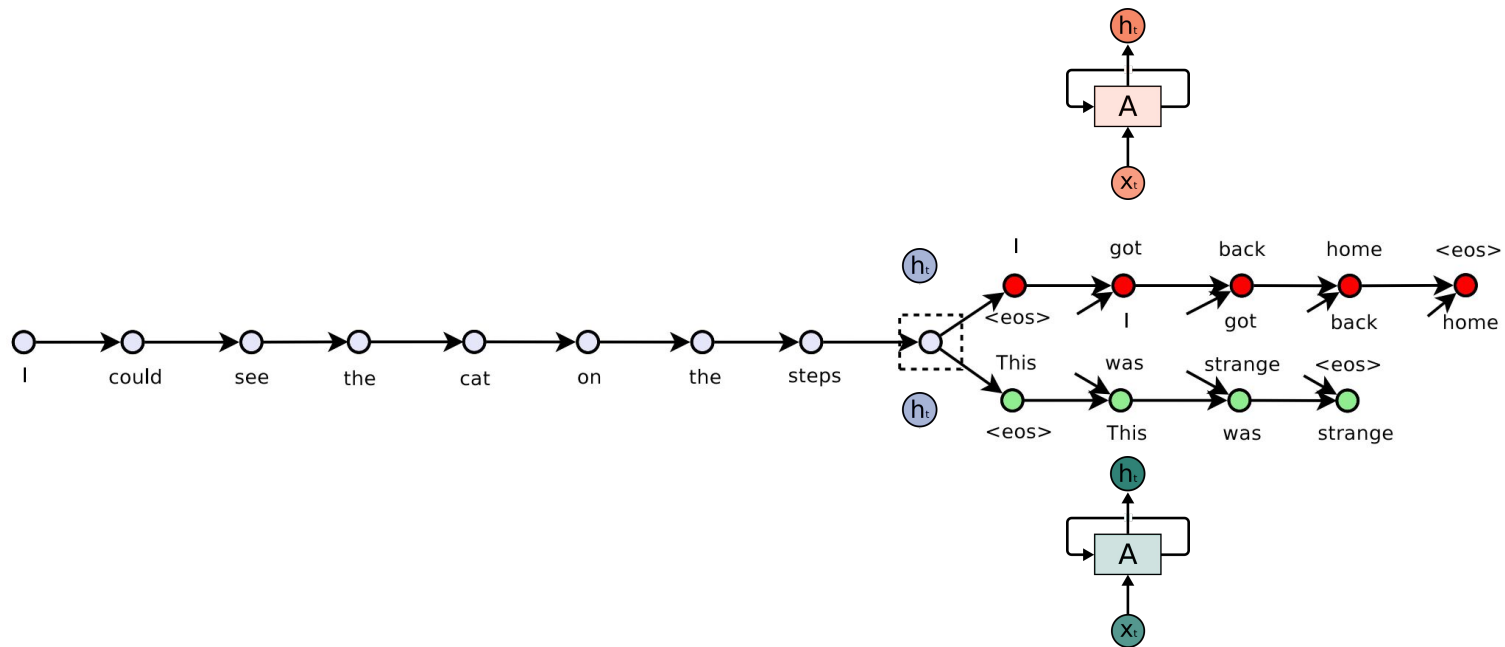 hₜ
A
xₜ
I got back home <eos>
hₜ
<eos> I got back home
I could see the cat on the steps
This was strange <eos>
hₜ
<eos> This was strange
hₜ
A
xₜ